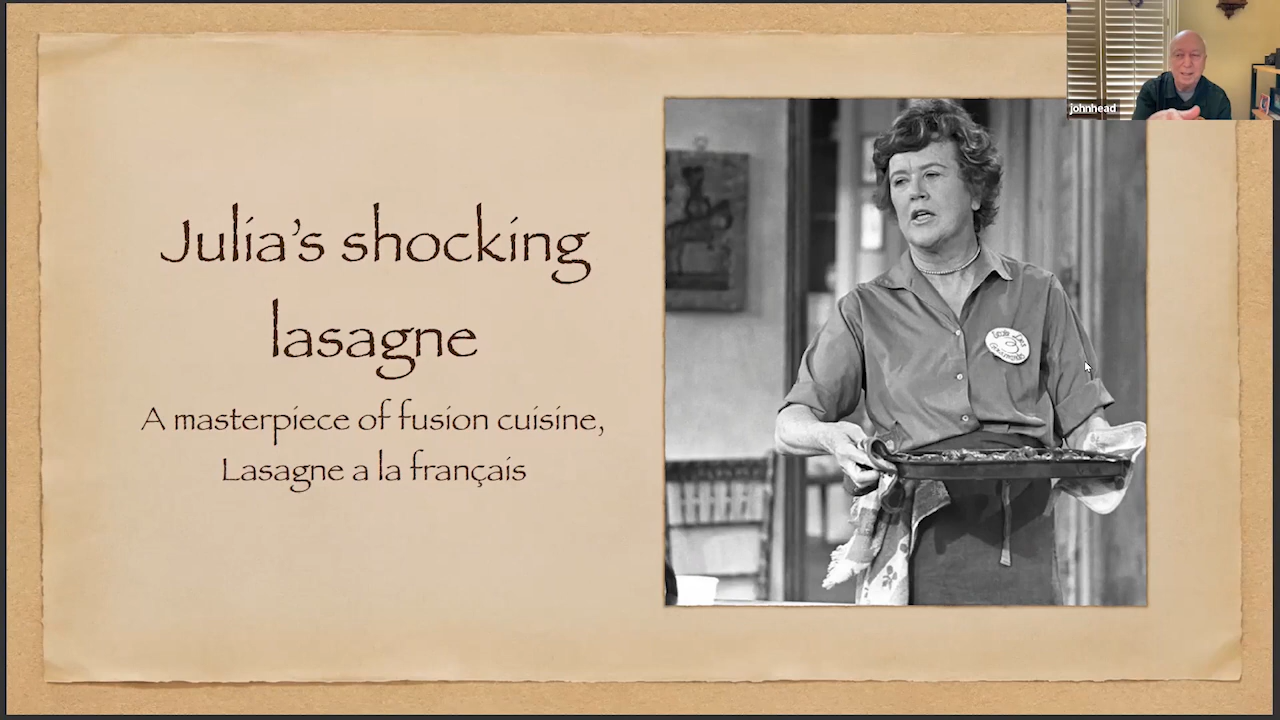 Julia's shocking
lasagne
A masterpiece of fusion cuisine,
Lasagne a la français
johnhead